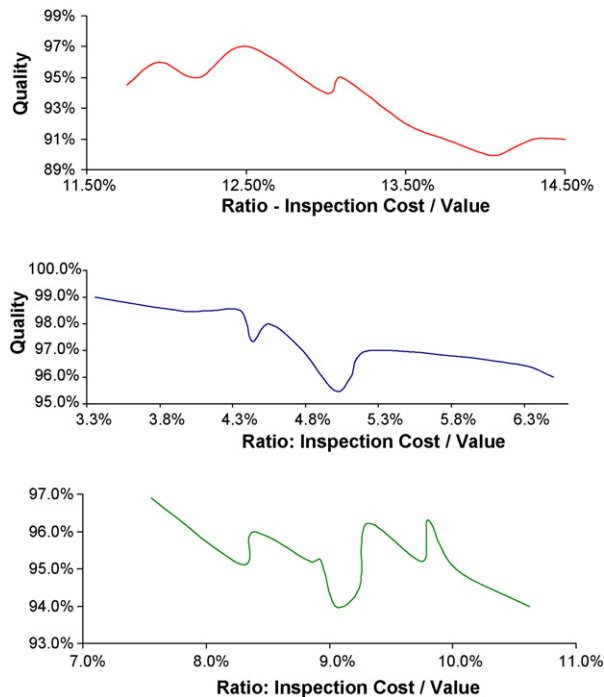 99%
97%
95%
93%
91%
89%
Quality
11.50% 12.50% 13.50% 14.50%
Ratio - Inspection Cost / Value
100.0%
99.0%
98.0%
97.0%
96.0%
95.0%
Quality
3.3% 3.8% 4.3% 4.8% 5.3% 5.8% 6.3%
Ratio: Inspection Cost / Value
97.0%
96.0%
95.0%
94.0%
93.0%
7.0% 8.0% 9.0% 10.0% 11.0%
Ratio: Inspection Cost / Value